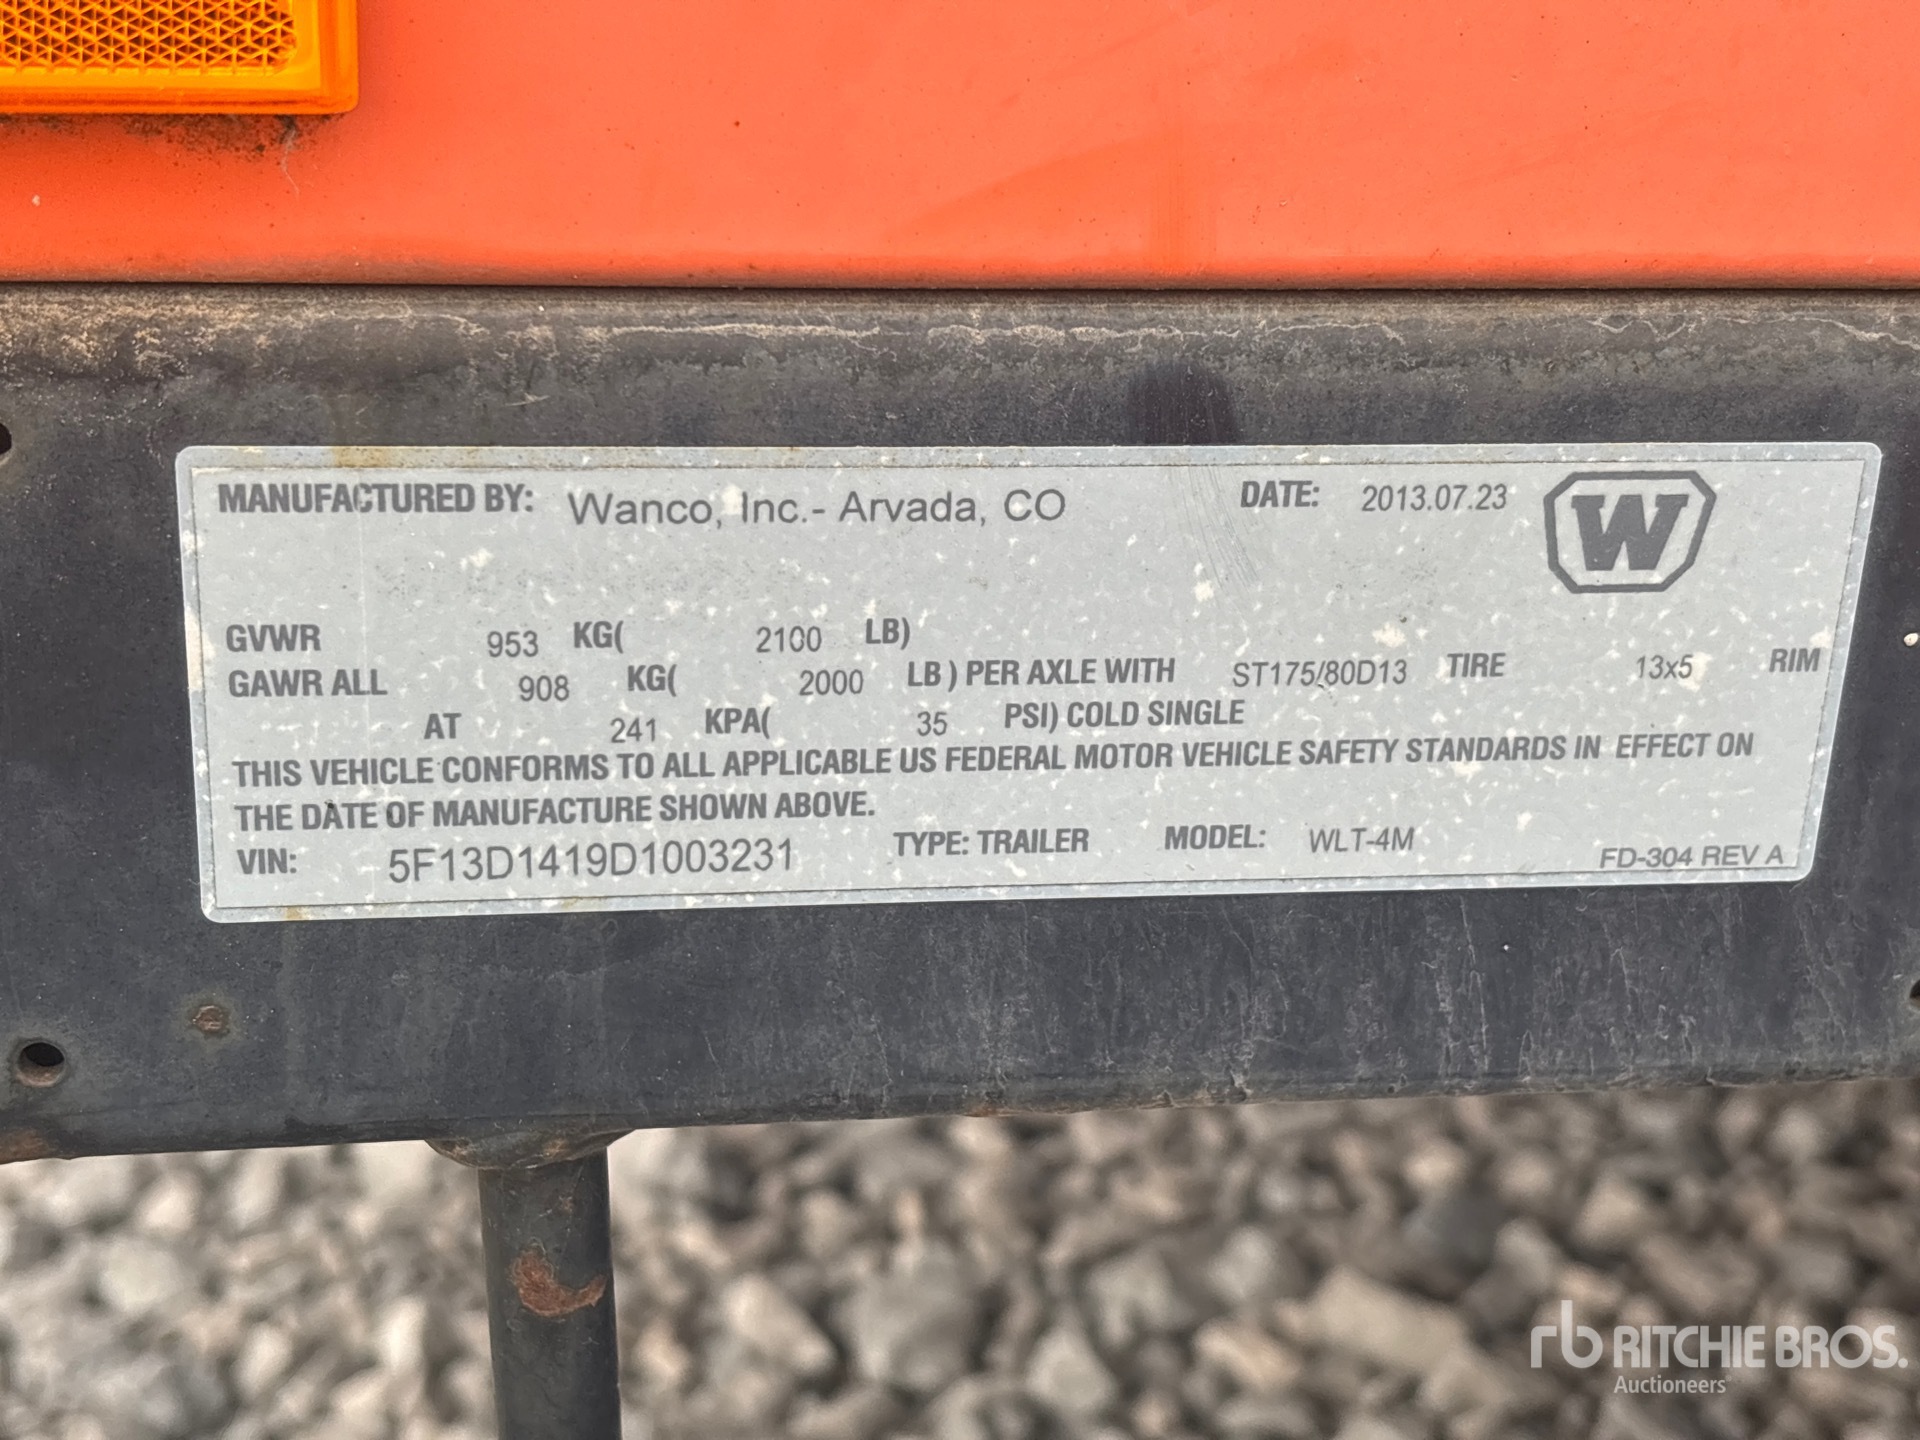 MANUFACTURED BY: Wanco, Inc.- Arvada, CO DATE: 2013.07.23 W
GVWR 953 KG( 2100 LB)
GAWR ALL 908 KG( 2000 LB ) PER AXLE WITH ST175/80D13 TIRE 13x5 RIM
AT 241 KPA( 35 PSI) COLD SINGLE
THIS VEHICLE CONFORMS TO ALL APPLICABLE US FEDERAL MOTOR VEHICLE SAFETY STANDARDS IN EFFECT ON
THE DATE OF MANUFACTURE SHOWN ABOVE.
VIN: 5F13D1419D1003231 TYPE: TRAILER MODEL: WLT-4M FD-304 REV A
rb RITCHIE BROS.
Auctioneers